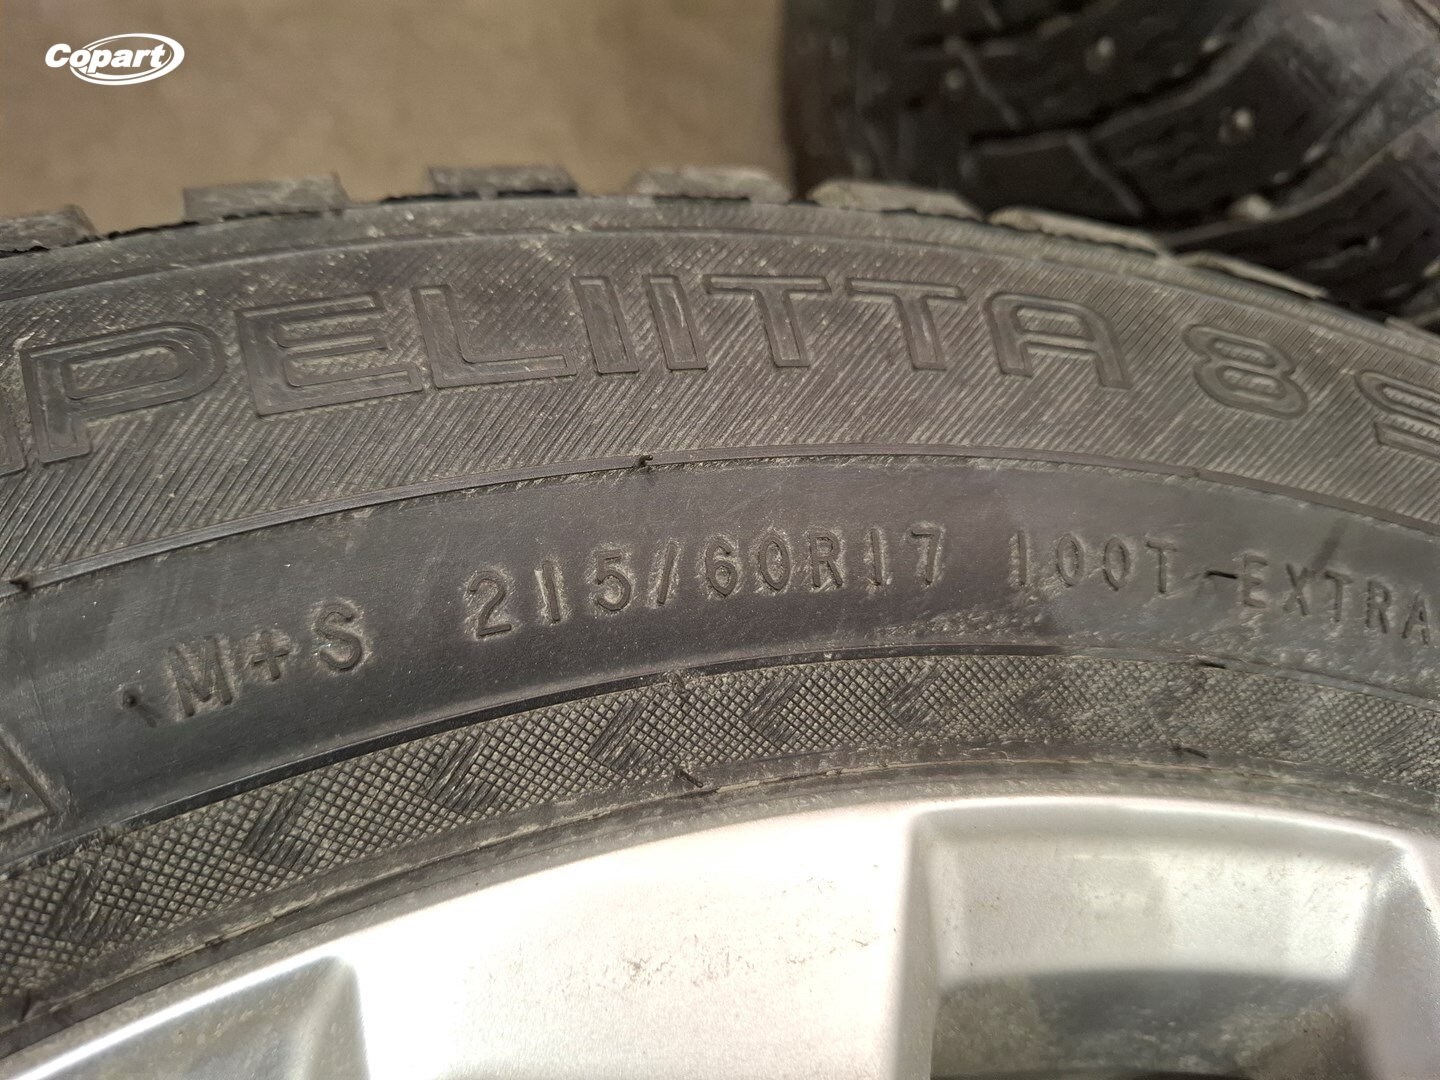 Copart
PELIITTA 8 S
M+S 215/60R17 100T EXTRA